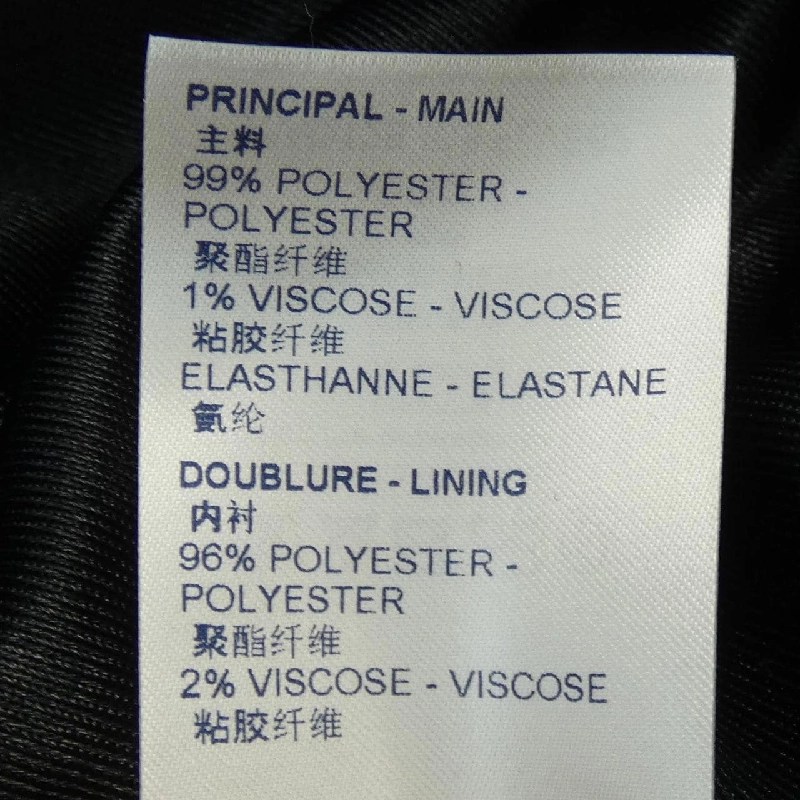 PRINCIPAL - MAIN
主料
99% POLYESTER -
POLYESTER
聚酯纤维
1% VISCOSE - VISCOSE
粘胶纤维
ELASTHANNE - ELASTANE
氨纶
DOUBLURE - LINING
内衬
96% POLYESTER -
POLYESTER
聚酯纤维
2% VISCOSE - VISCOSE
粘胶纤维